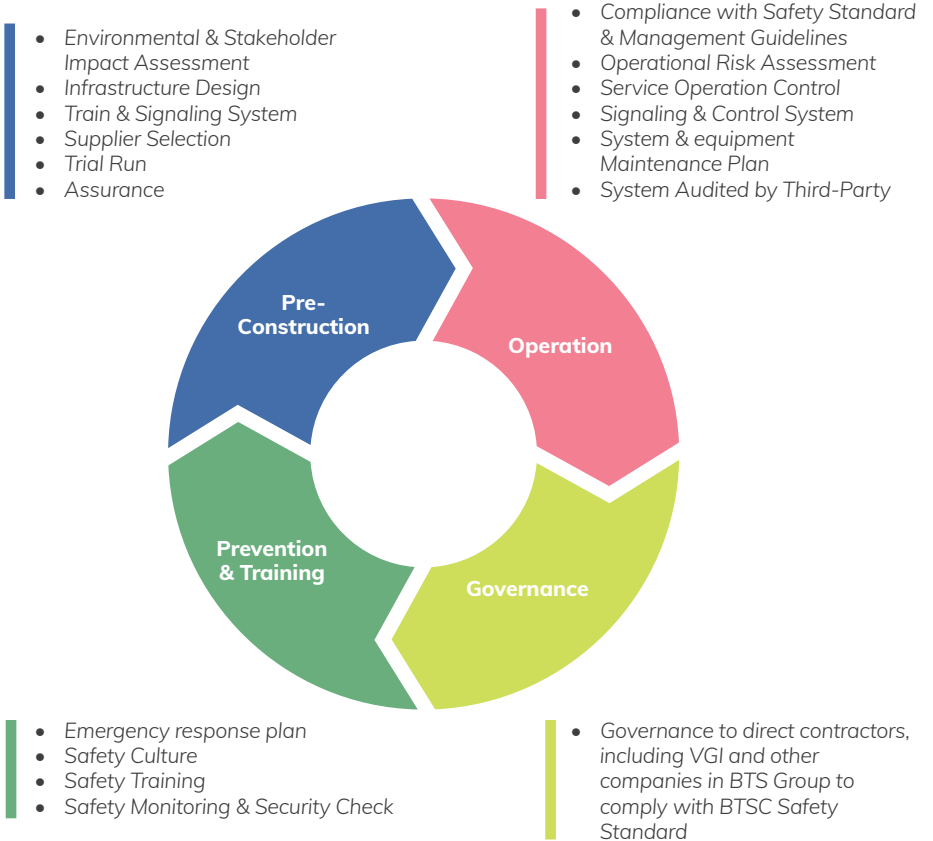 • Environmental & Stakeholder
Impact Assessment
• Infrastructure Design
• Train & Signaling System
• Supplier Selection
• Trial Run
• Assurance
• Compliance with Safety Standard
& Management Guidelines
• Operational Risk Assessment
• Service Operation Control
• Signaling & Control System
• System & equipment
Maintenance Plan
• System Audited by Third-Party
Pre-
Construction
Operation
Prevention
& Training
Governance
• Emergency response plan
• Safety Culture
• Safety Training
• Safety Monitoring & Security Check
• Governance to direct contractors,
including VGI and other
companies in BTS Group to
comply with BTSC Safety
Standard